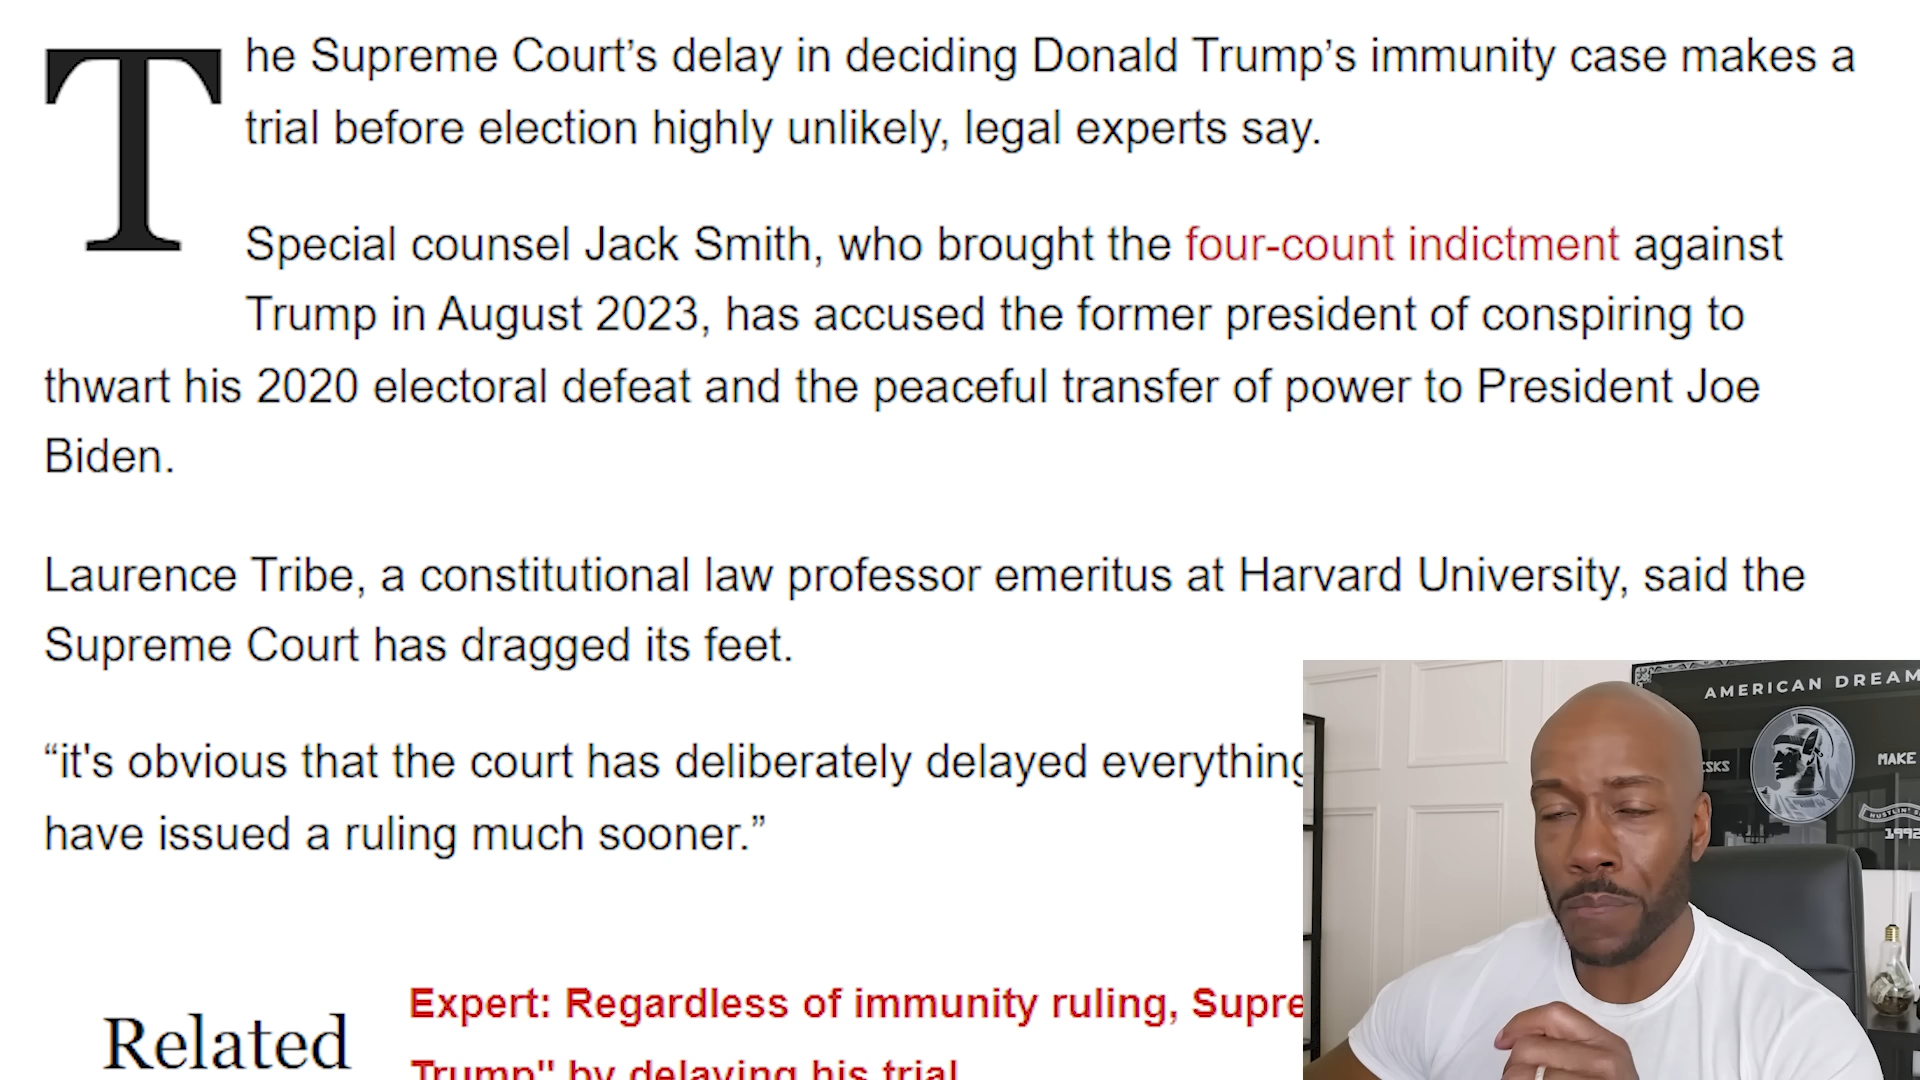 The Supreme Court’s delay in deciding Donald Trump’s immunity case makes a
trial before election highly unlikely, legal experts say.
Special counsel Jack Smith, who brought the four-count indictment against
Trump in August 2023, has accused the former president of conspiring to
thwart his 2020 electoral defeat and the peaceful transfer of power to President Joe
Biden.
Laurence Tribe, a constitutional law professor emeritus at Harvard University, said the
Supreme Court has dragged its feet.
“it's obvious that the court has deliberately delayed everything
have issued a ruling much sooner.”
Related
Expert: Regardless of immunity ruling, Supre
Trump" by delaying his trial
AMERICAN DREAM
MAKE
1992